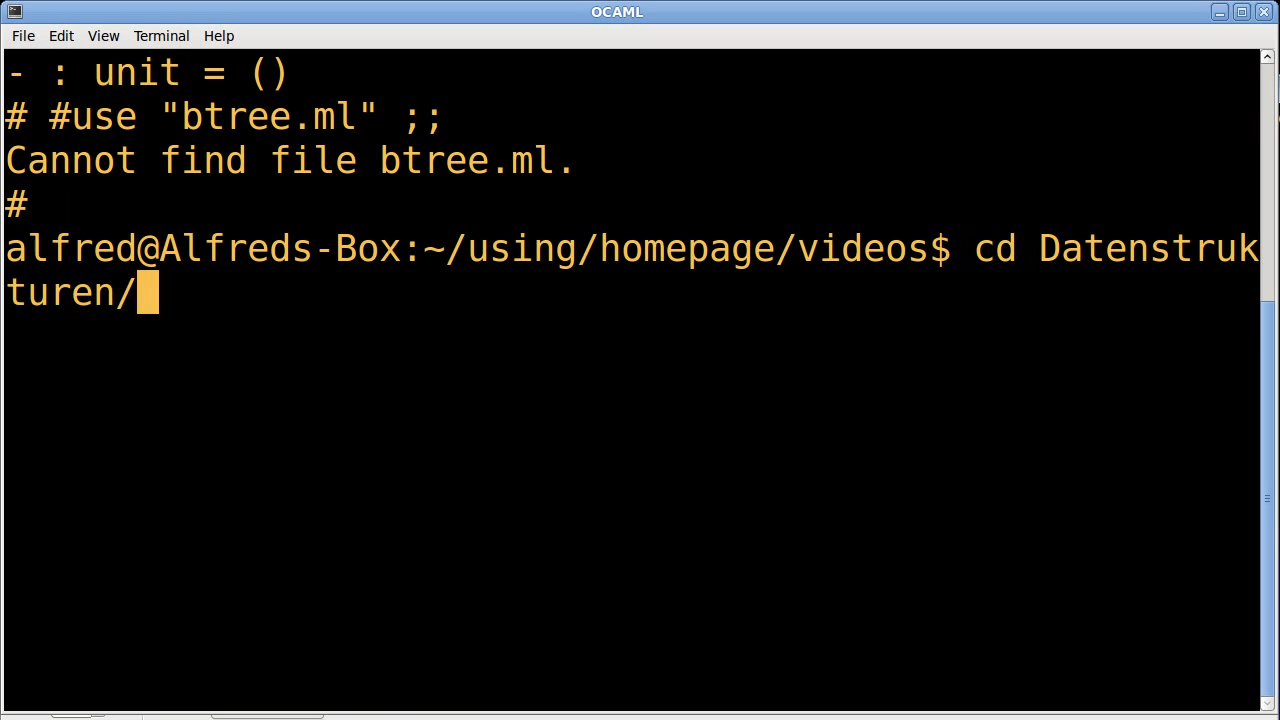 OCAML
File Edit View Terminal Help
- : unit = ()
# #use "btree.ml" ;;
Cannot find file btree.ml.
#
alfred@Alfreds-Box:~/using/homepage/videos$ cd Datenstruk
turen/